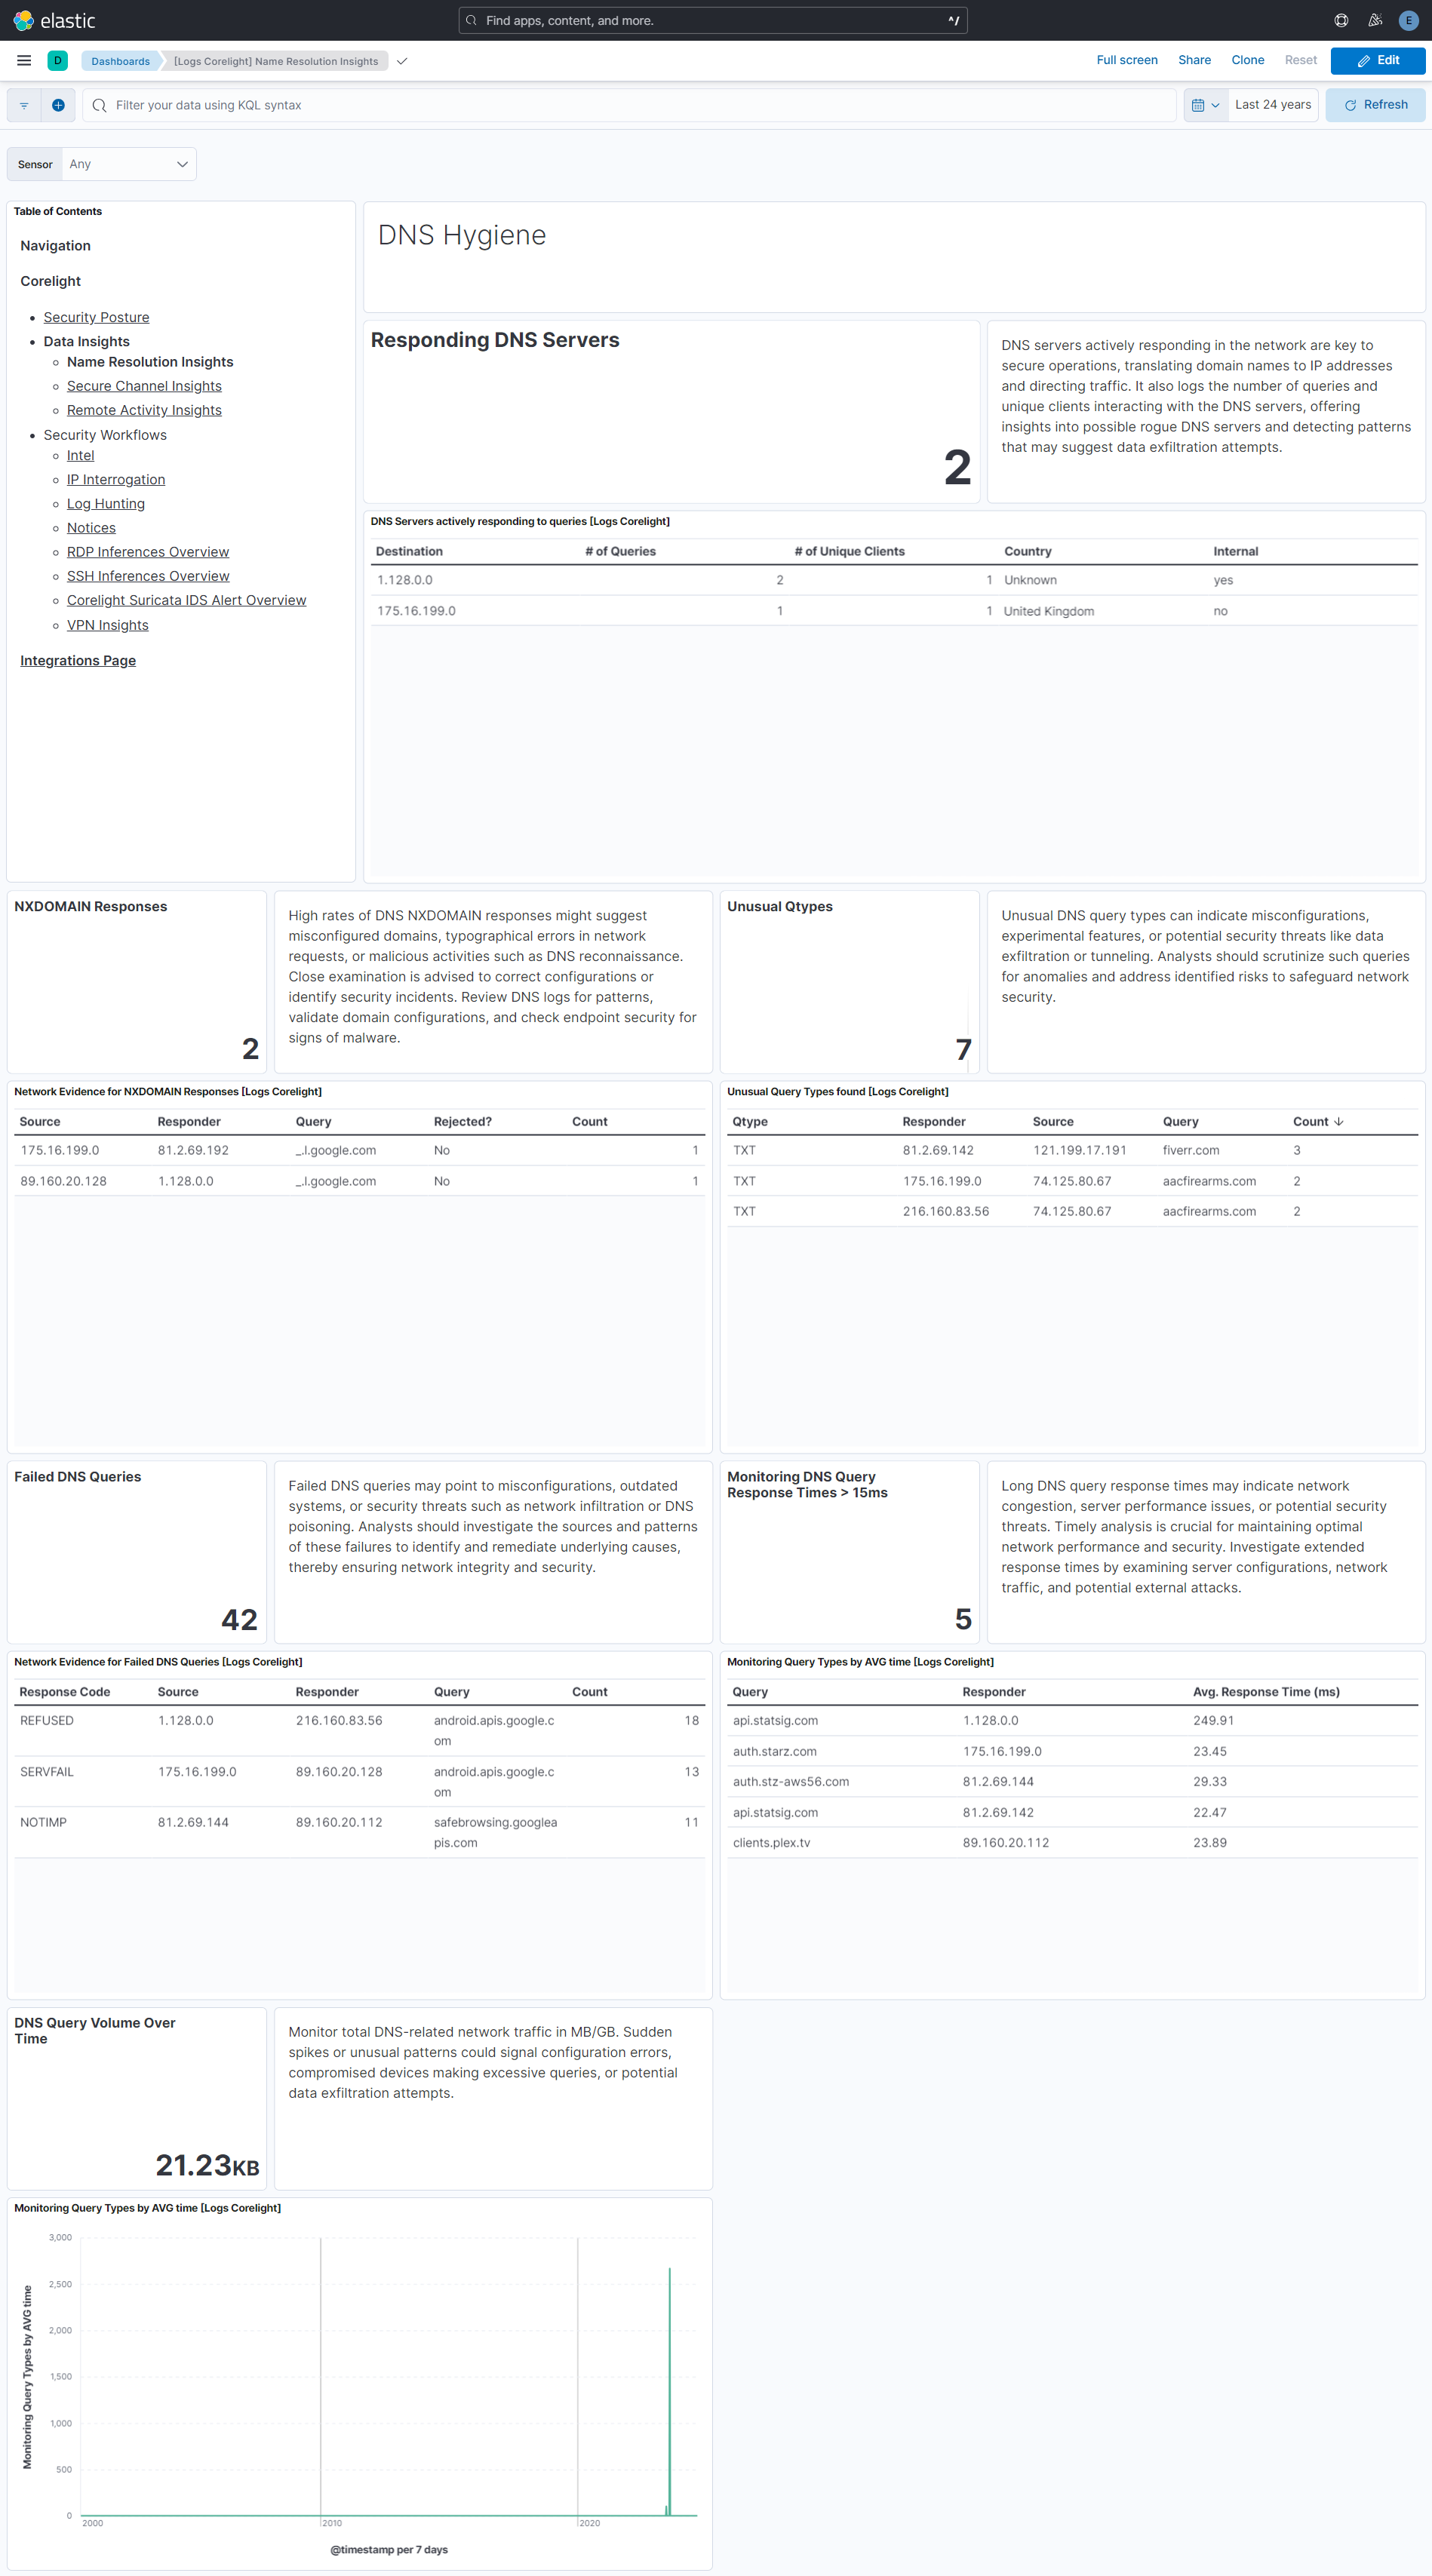 elastic
Find apps, content, and more.
^/
E
D
Dashboards
[Logs Corelight] Name Resolution Insights
Full screen
Share
Clone
Reset
Edit
Filter your data using KQL syntax
Last 24 years
Refresh
Sensor
Any
Table of Contents
Navigation
Corelight
Security Posture
Data Insights
Name Resolution Insights
Secure Channel Insights
Remote Activity Insights
Security Workflows
Intel
IP Interrogation
Log Hunting
Notices
RDP Inferences Overview
SSH Inferences Overview
Corelight Suricata IDS Alert Overview
VPN Insights
Integrations Page
DNS Hygiene
Responding DNS Servers
2
DNS servers actively responding in the network are key to
secure operations, translating domain names to IP addresses
and directing traffic. It also logs the number of queries and
unique clients interacting with the DNS servers, offering
insights into possible rogue DNS servers and detecting patterns
that may suggest data exfiltration attempts.
DNS Servers actively responding to queries [Logs Corelight]
Destination # of Queries # of Unique Clients Country Internal
1.128.0.0 2 1 Unknown yes
175.16.199.0 1 1 United Kingdom no
NXDOMAIN Responses
2
High rates of DNS NXDOMAIN responses might suggest
misconfigured domains, typographical errors in network
requests, or malicious activities such as DNS reconnaissance.
Close examination is advised to correct configurations or
identify security incidents. Review DNS logs for patterns,
validate domain configurations, and check endpoint security for
signs of malware.
Unusual Qtypes
7
Unusual DNS query types can indicate misconfigurations,
experimental features, or potential security threats like data
exfiltration or tunneling. Analysts should scrutinize such queries
for anomalies and address identified risks to safeguard network
security.
Network Evidence for NXDOMAIN Responses [Logs Corelight]
Source Responder Query Rejected? Count
175.16.199.0 81.2.69.192 _.l.google.com No 1
89.160.20.128 1.128.0.0 _.l.google.com No 1
Unusual Query Types found [Logs Corelight]
Qtype Responder Source Query Count ↓
TXT 81.2.69.142 121.199.17.191 fiverr.com 3
TXT 175.16.199.0 74.125.80.67 aacfirearms.com 2
TXT 216.160.83.56 74.125.80.67 aacfirearms.com 2
Failed DNS Queries
42
Failed DNS queries may point to misconfigurations, outdated
systems, or security threats such as network infiltration or DNS
poisoning. Analysts should investigate the sources and patterns
of these failures to identify and remediate underlying causes,
thereby ensuring network integrity and security.
Monitoring DNS Query
Response Times > 15ms
5
Long DNS query response times may indicate network
congestion, server performance issues, or potential security
threats. Timely analysis is crucial for maintaining optimal
network performance and security. Investigate extended
response times by examining server configurations, network
traffic, and potential external attacks.
Network Evidence for Failed DNS Queries [Logs Corelight]
Response Code Source Responder Query Count
REFUSED 1.128.0.0 216.160.83.56 android.apis.google.c 18
om
SERVFAIL 175.16.199.0 89.160.20.128 android.apis.google.c 13
om
NOTIMP 81.2.69.144 89.160.20.112 safebrowsing.googlea 11
pis.com
Monitoring Query Types by AVG time [Logs Corelight]
Query Responder Avg. Response Time (ms)
api.statsig.com 1.128.0.0 249.91
auth.starz.com 175.16.199.0 23.45
auth.stz-aws56.com 81.2.69.144 29.33
api.statsig.com 81.2.69.142 22.47
clients.plex.tv 89.160.20.112 23.89
DNS Query Volume Over
Time
21.23KB
Monitor total DNS-related network traffic in MB/GB. Sudden
spikes or unusual patterns could signal configuration errors,
compromised devices making excessive queries, or potential
data exfiltration attempts.
Monitoring Query Types by AVG time [Logs Corelight]
Monitoring Query Types by AVG time
3,000
2,500
2,000
1,500
1,000
500
0
2000 2010 2020
@timestamp per 7 days